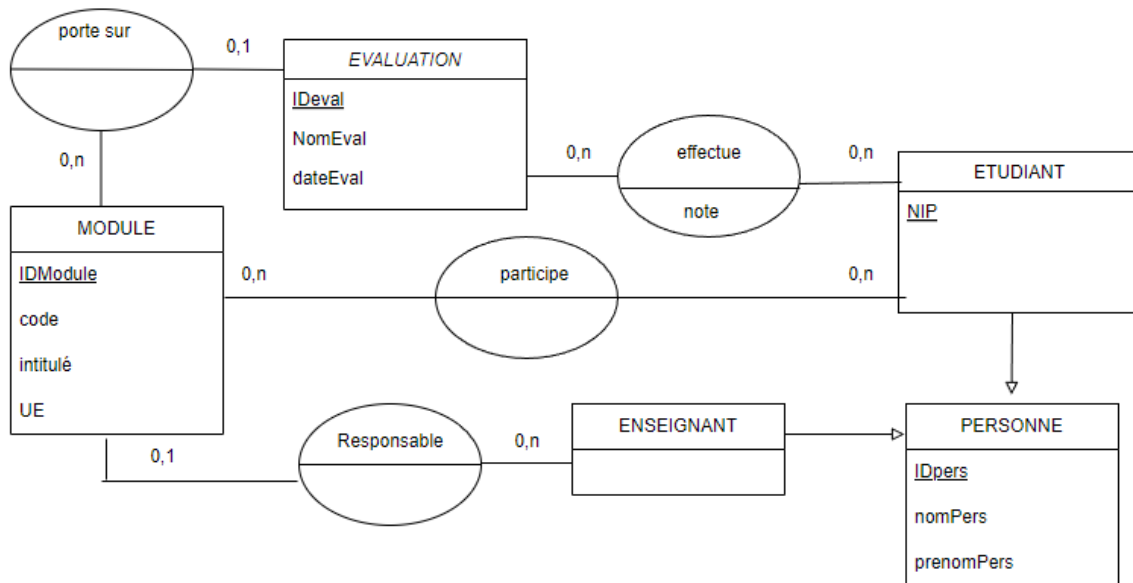 porte sur
0,1
EVALUATION
IDeval
NomEval
dateEval
0,n
0,n
effectue
note
0,n
ETUDIANT
NIP
MODULE
IDModule
code
intitulé
UE
0,n
participe
0,n
0,1
Responsable
0,n
ENSEIGNANT
PERSONNE
IDpers
nomPers
prenomPers